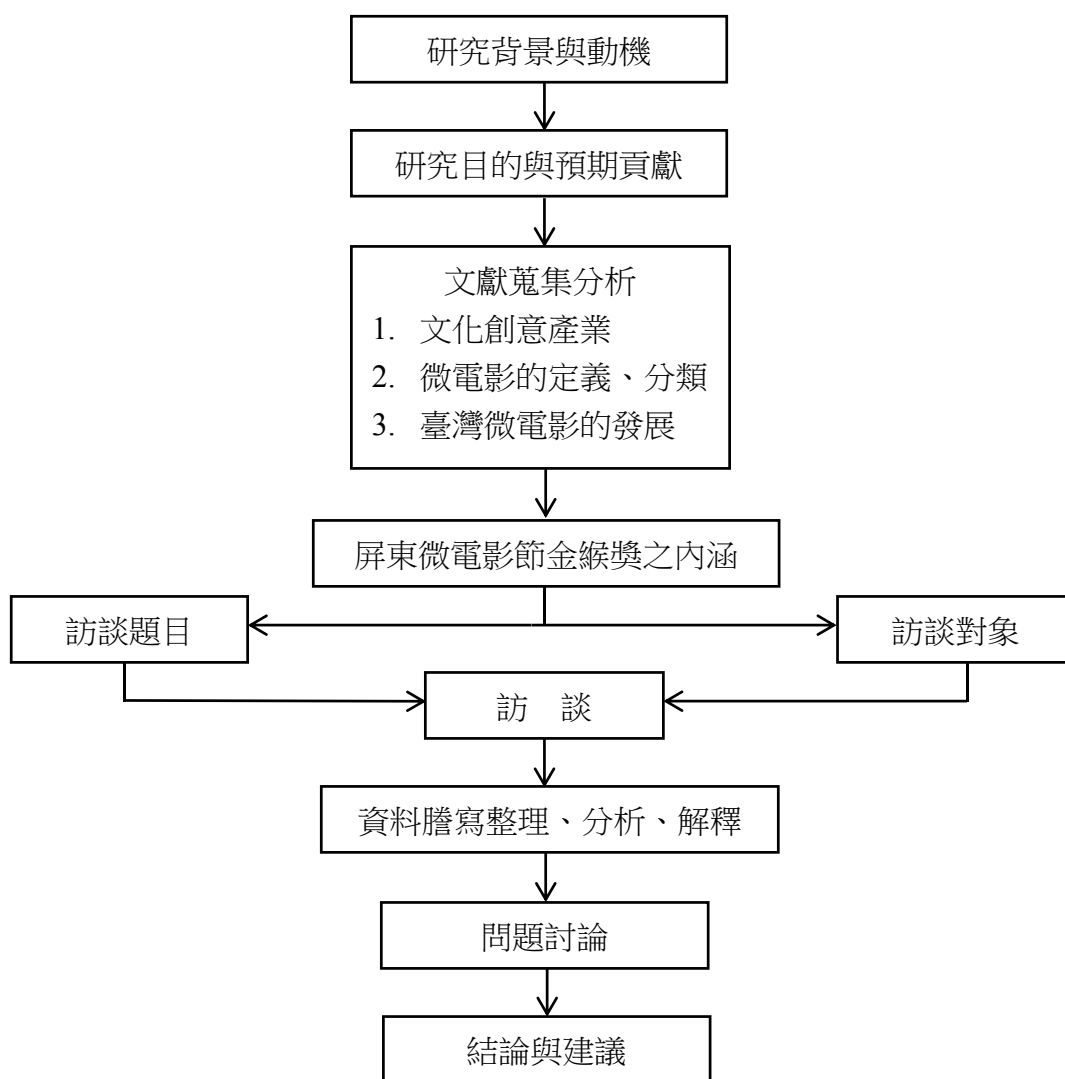 研究背景與動機
研究目的與預期貢獻
文獻蒐集分析
1. 文化創意產業
2. 微電影的定義、分類
3. 臺灣微電影的發展
屏東微電影節金緱獎之內涵
訪談題目
訪談對象
訪 談
資料謄寫整理、分析、解釋
問題討論
結論與建議